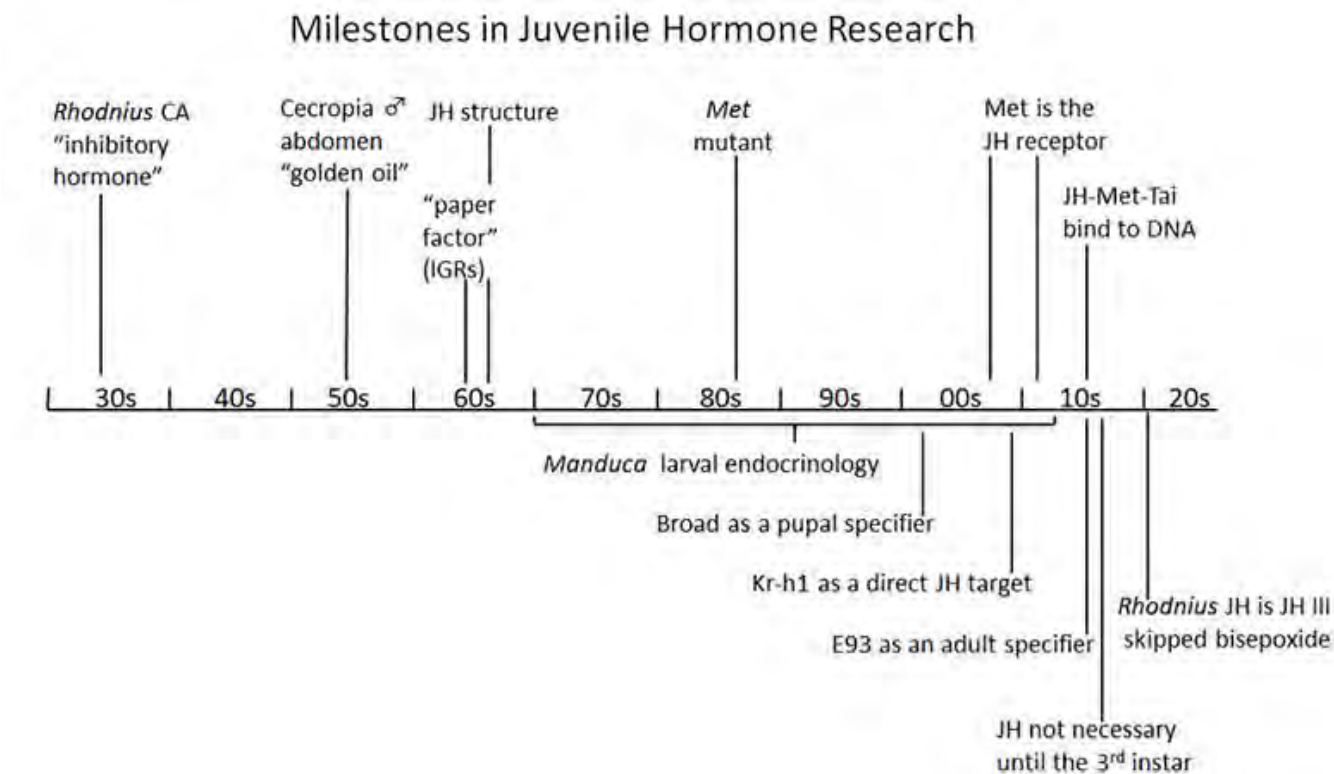 Milestones in Juvenile Hormone Research
Rhodnius CA
"inhibitory
hormone"
Cecropia ♂
abdomen
"golden oil"
JH structure
"paper
factor"
(IGRs)
Met
mutant
Met is the
JH receptor
JH-Met-Tai
bind to DNA
30s 40s 50s 60s 70s 80s 90s 00s 10s 20s
Manduca larval endocrinology
Broad as a pupal specifier
Kr-h1 as a direct JH target
E93 as an adult specifier
Rhodnius JH is JH III
skipped bisepoxide
JH not necessary
until the 3rd instar